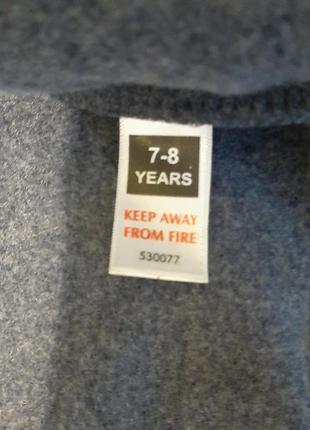 7-8
YEARS
KEEP AWAY
FROM FIRE
530077